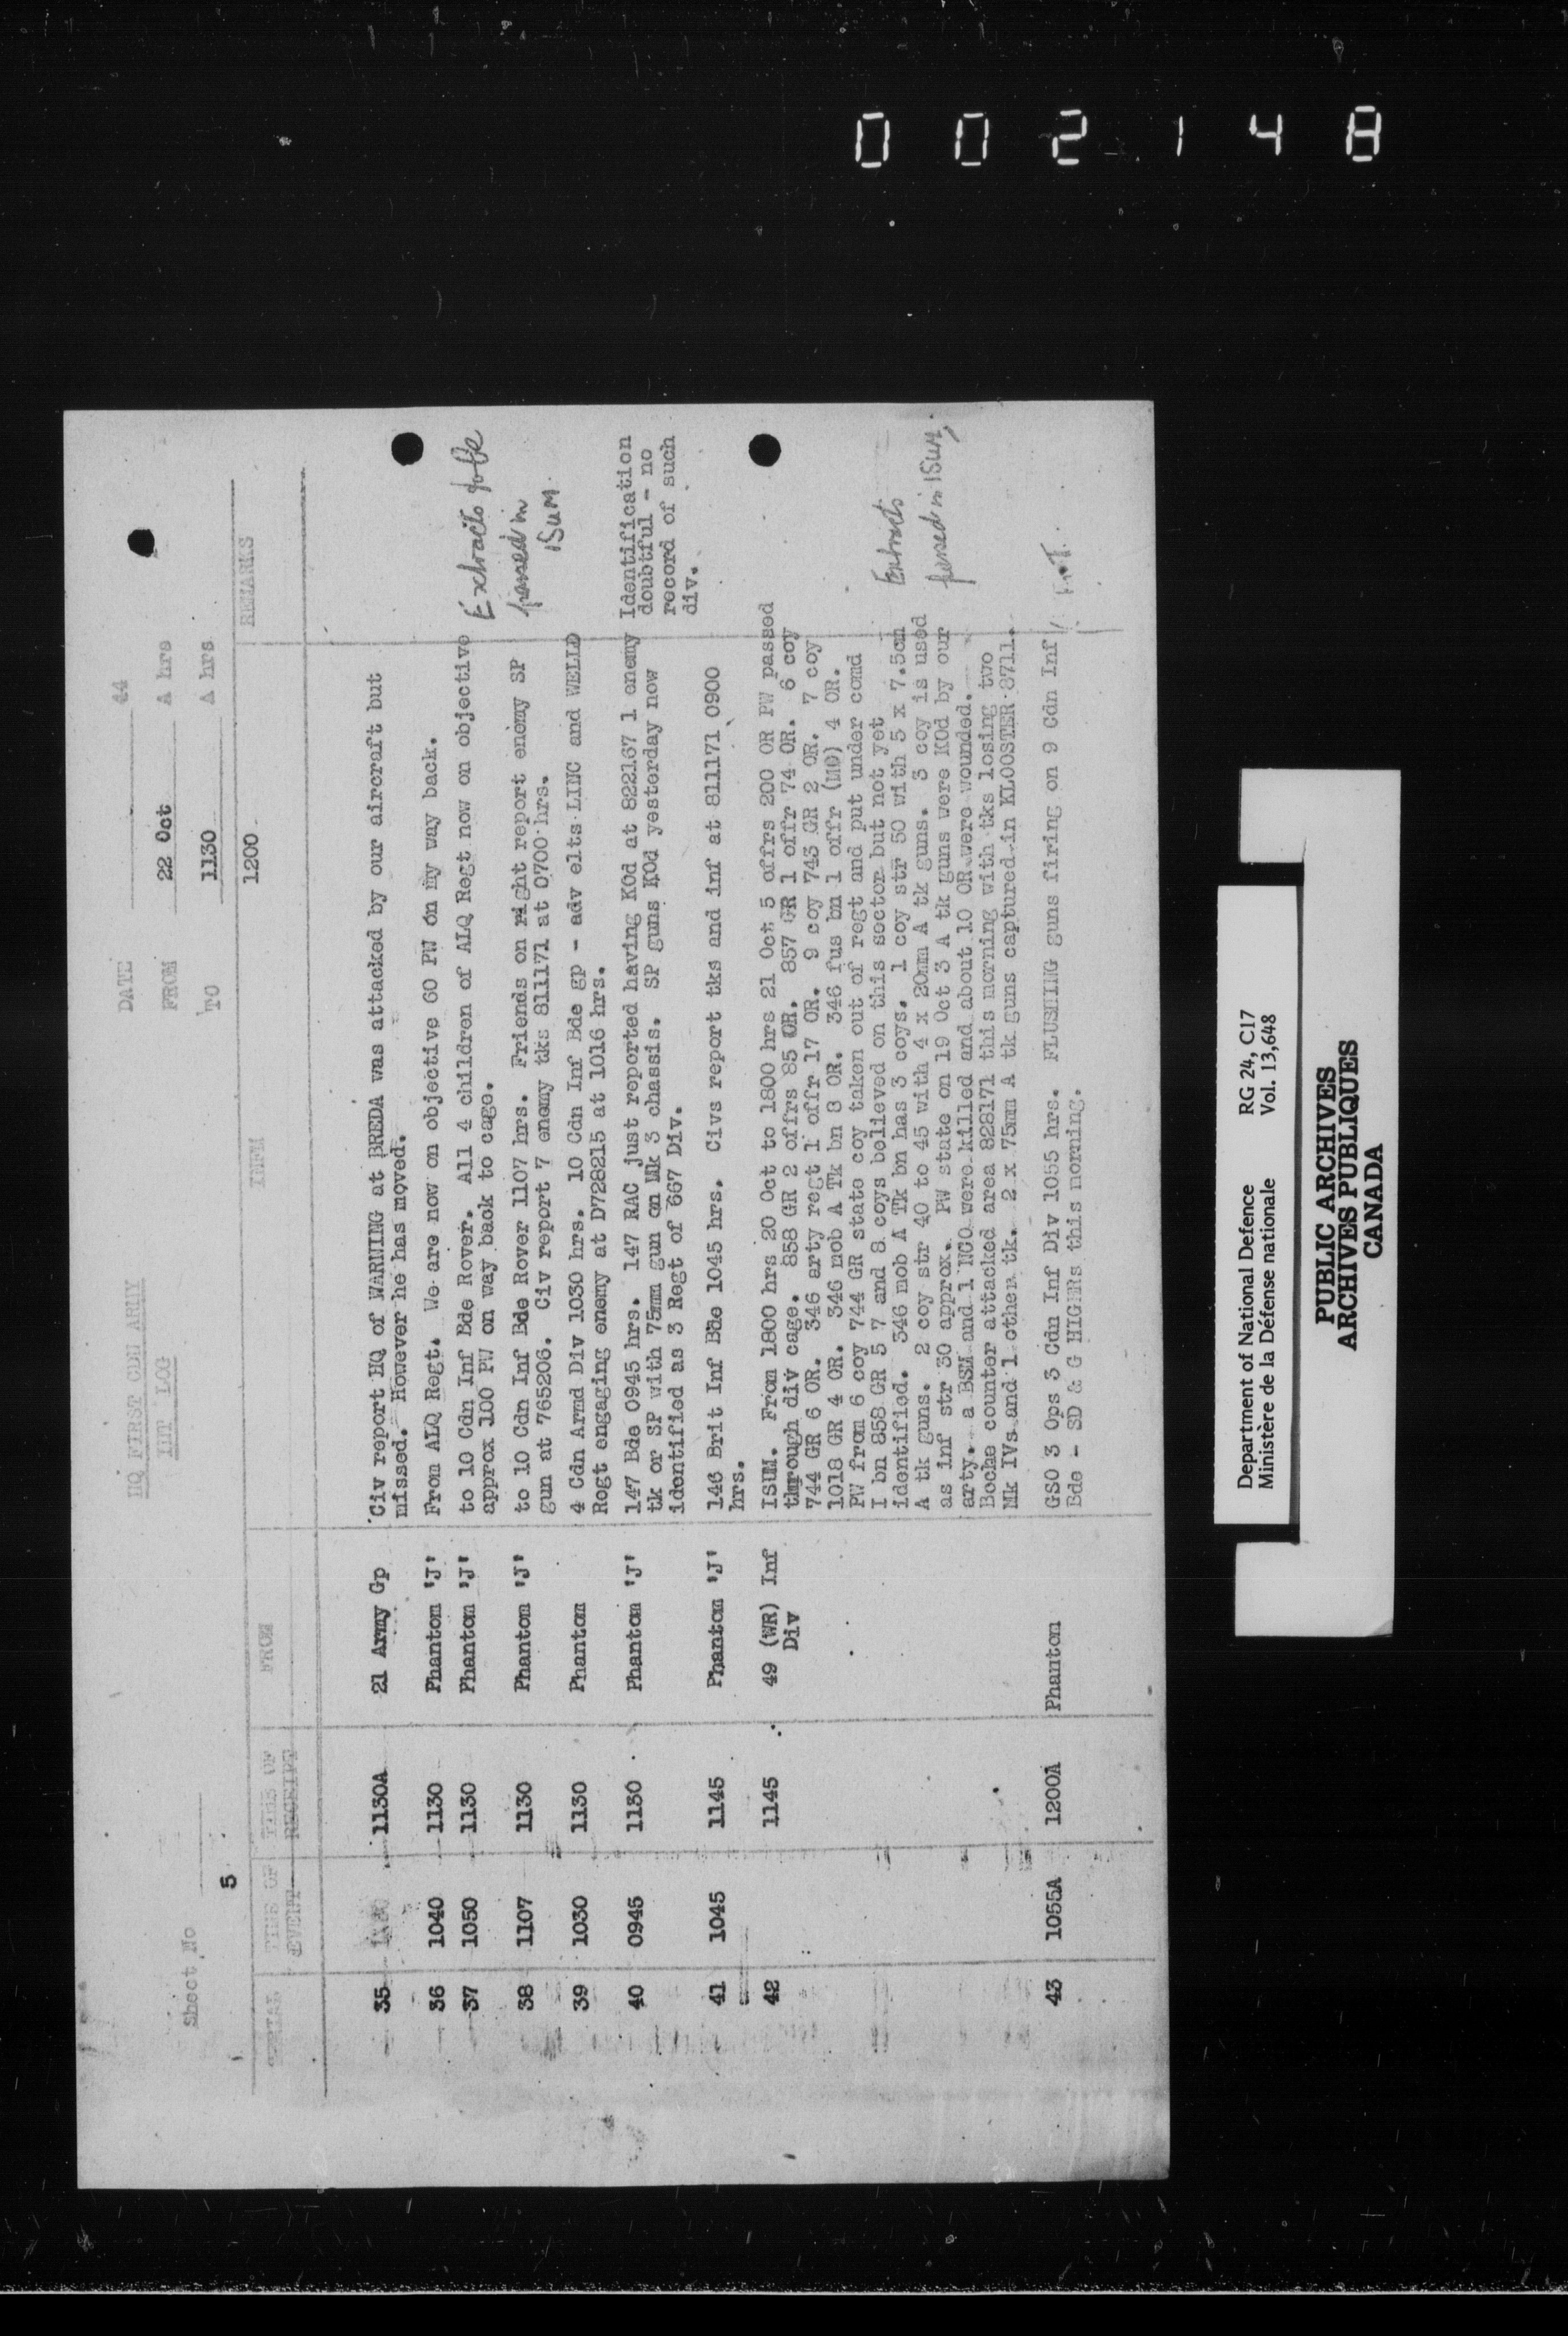 0 0 2 1 4 8
HQ FIRST CDN ARMY
INT LOG
Sheet No
5
DATE 44
FROM 22 Oct A hrs
TO 1130 A hrs
1200
SERIAL TIME OF EVENT TIME OF RECEIPT FROM INFM REMARKS
35 1130A 21 Army Gp Civ report HQ of WARNING at BREDA was attacked by our aircraft but
missed. However he has moved.
36 1040 1130 Phantom 'J' From ALQ Regt. We are now on objective 60 PW on my way back.
37 1050 1130 Phantom 'J' to 10 Cdn Inf Bde Rover. All 4 children of ALQ Regt now on objective
approx 100 PW on way back to cage.
Extracts to be
passed in
ISUM.
38 1107 1130 Phantom 'J' to 10 Cdn Inf Bde Rover 1107 hrs. Friends on right report enemy SP
gun at 765206. Civ report 7 enemy tks 811171 at 0700 hrs.
39 1030 1130 Phantom 4 Cdn Armd Div 1030 hrs. 10 Cdn Inf Bde gp - adv elts LINC and WELLD
Regt engaging enemy at D728215 at 1016 hrs.
40 0945 1130 Phantom 'J' 147 Bde 0945 hrs. 147 RAC just reported having KOd at 822167 1 enemy
tk or SP with 75mm gun on Mk 3 chassis. SP guns KOd yesterday now
identified as 3 Regt of 667 Div.
Identification
doubtful - no
record of such
div.
41 1045 1145 Phantom 'J' 146 Brit Inf Bde 1045 hrs. Civs report tks and inf at 811171 0900
hrs.
42 1145 49 (WR) Inf
Div
ISUM. From 1800 hrs 20 Oct to 1800 hrs 21 Oct 5 offrs 200 OR PW passed
through div cage. 858 GR 2 offrs 85 OR. 857 GR 1 offr 74 OR. 6 coy
744 GR 6 OR. 346 arty regt 1 offr 17 OR. 9 coy 743 GR 2 OR. 7 coy
1018 GR 4 OR. 346 mob A Tk bn 8 OR. 346 fus bn 1 offr (MO) 4 OR.
PW from 6 coy 744 GR state coy taken out of regt and put under comd
I bn 858 GR 5 7 and 8 coys believed on this sector but not yet
identified. 346 mob A Tk bn has 3 coys. 1 coy str 50 with 5 x 7.5cm
A tk guns. 2 coy str 40 to 45 with 4 x 20mm A tk guns. 3 coy is used
as inf str 30 approx. PW state on 19 Oct 3 A tk guns were KOd by our
arty. a BSM and 1 NCO were killed and about 10 OR were wounded.
Boche counter attacked area 828171 this morning with tks losing two
Mk IVs and 1 other tk. 2 x 75mm A tk guns captured in KLOOSTER 8711.
Extracts
passed in ISUM.
43 1055A 1200A Phantom GSO 3 Ops 3 Cdn Inf Div 1055 hrs. FLUSHING guns firing on 9 Cdn Inf
Bde - SD & G HIGHRs this morning.
Department of National Defence RG 24, C17
Ministère de la Défense nationale Vol. 13,648
PUBLIC ARCHIVES
ARCHIVES PUBLIQUES
CANADA